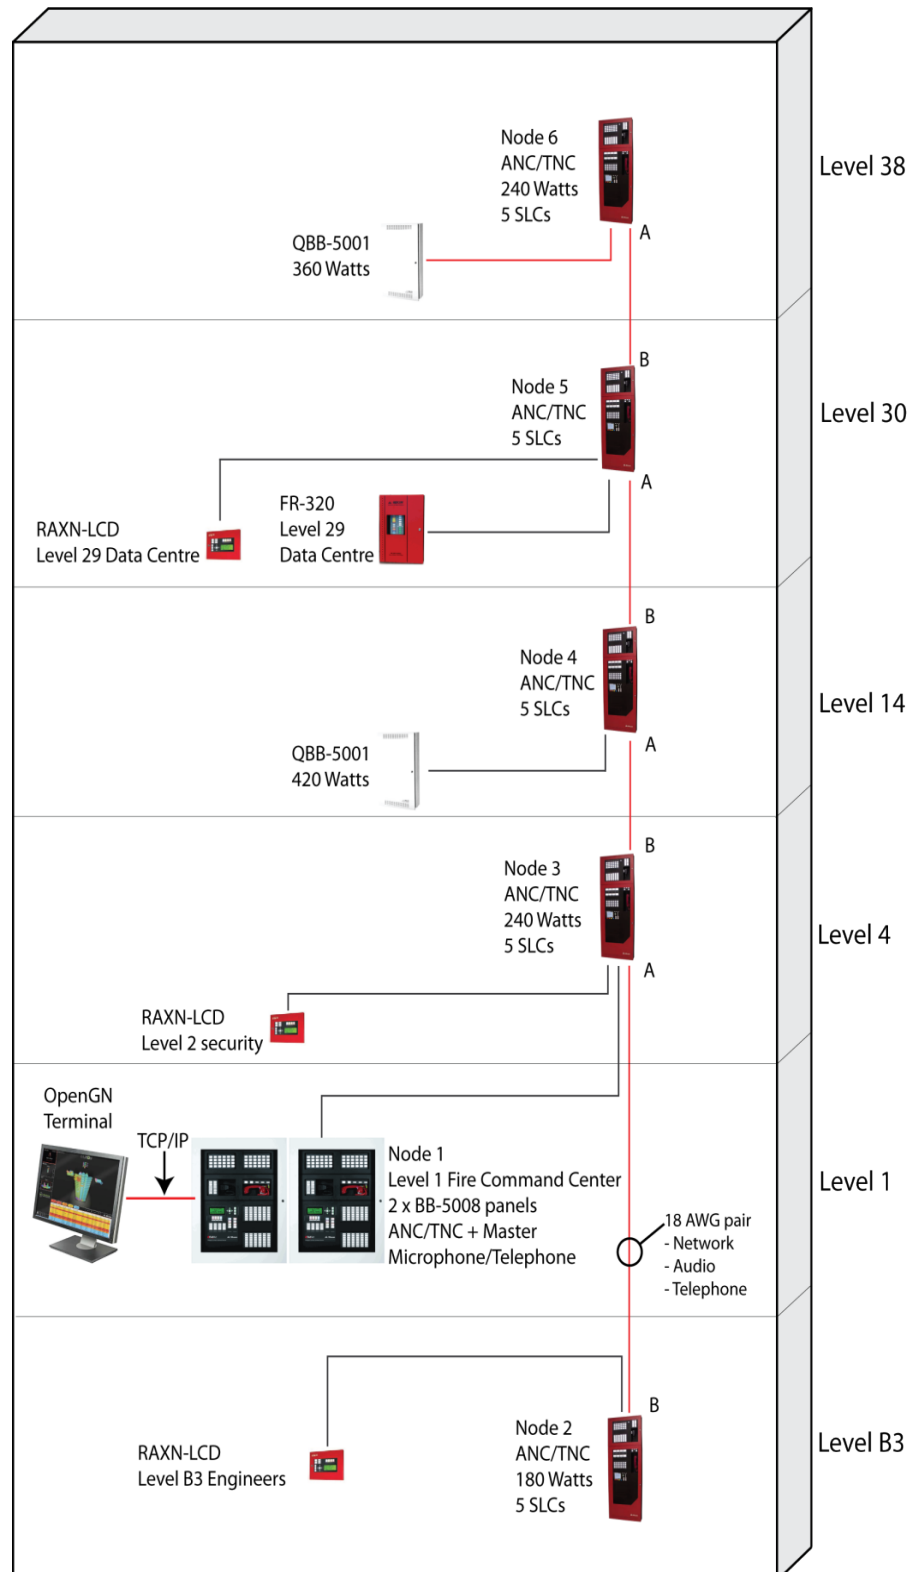 Node 6
ANC/TNC
240 Watts
5 SLCs
Level 38
A
QBB-5001
360 Watts
B
Node 5
ANC/TNC
5 SLCs
Level 30
A
FR-320
Level 29
Data Centre
RAXN-LCD
Level 29 Data Centre
B
Node 4
ANC/TNC
5 SLCs
Level 14
A
QBB-5001
420 Watts
B
Node 3
ANC/TNC
240 Watts
5 SLCs
Level 4
A
RAXN-LCD
Level 2 security
OpenGN
Terminal
TCP/IP
Node 1
Level 1 Fire Command Center
2 x BB-5008 panels
ANC/TNC + Master
Microphone/Telephone
Level 1
18 AWG pair
- Network
- Audio
- Telephone
B
Node 2
ANC/TNC
180 Watts
5 SLCs
Level B3
RAXN-LCD
Level B3 Engineers